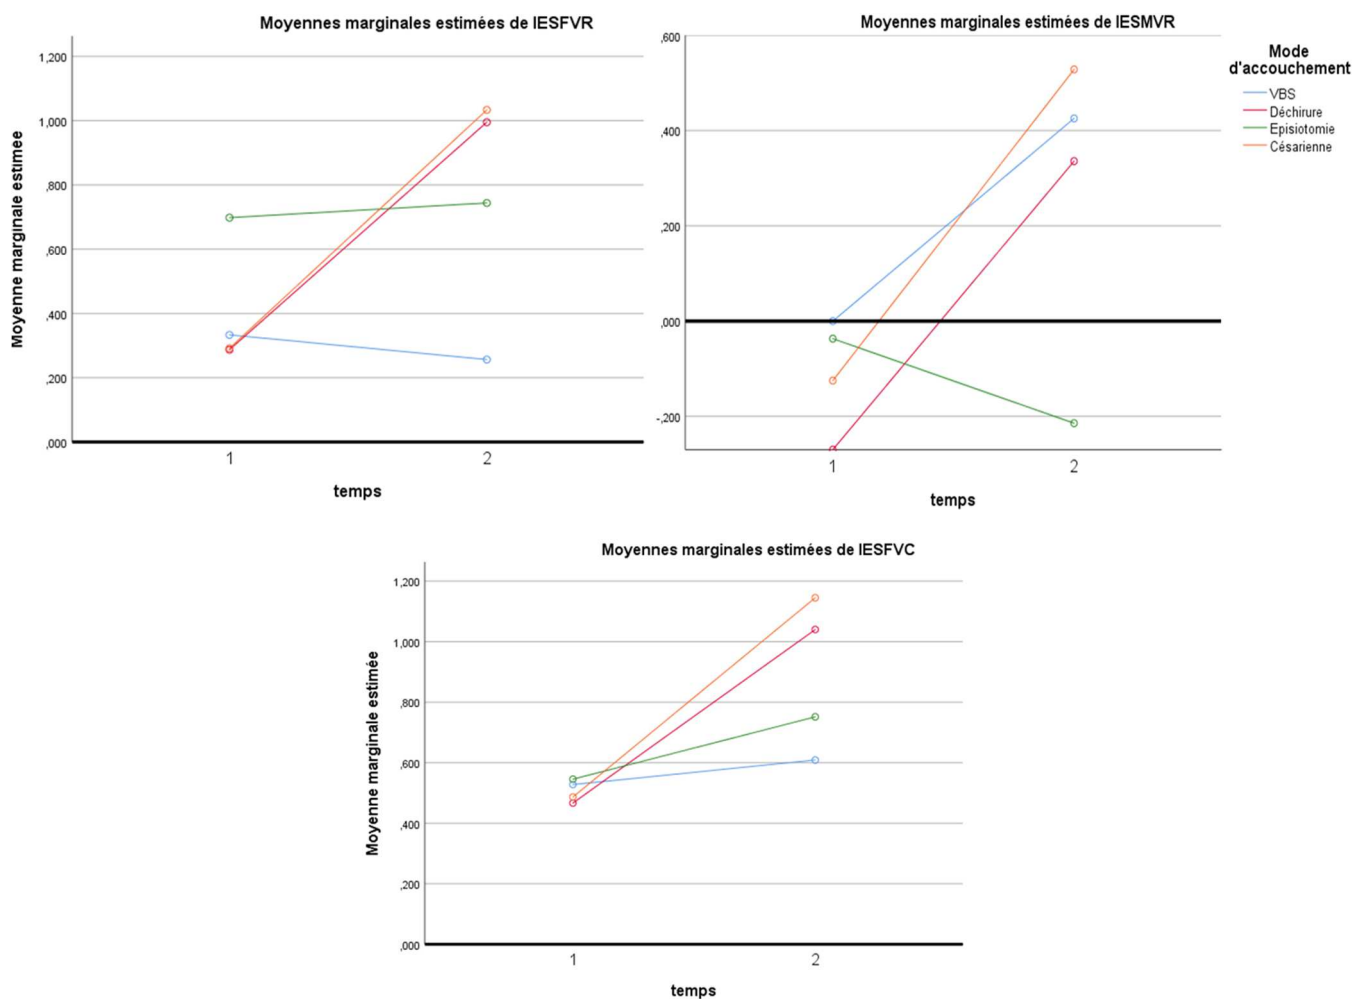 Moyennes marginales estimées de IESFVR
Moyenne marginale estimee
1,200
1,000
,800
,600
,400
,200
,000
1
2
temps
Moyennes marginales estimées de IESMVR
,600
,400
,200
,000
-,200
1
2
temps
Mode
d'accouchement
VBS
Déchirure
Episiotomie
Césarienne
Moyennes marginales estimées de IESFVC
Moyenne marginale estimée
1,200
1,000
,800
,600
,400
,200
,000
1
2
temps